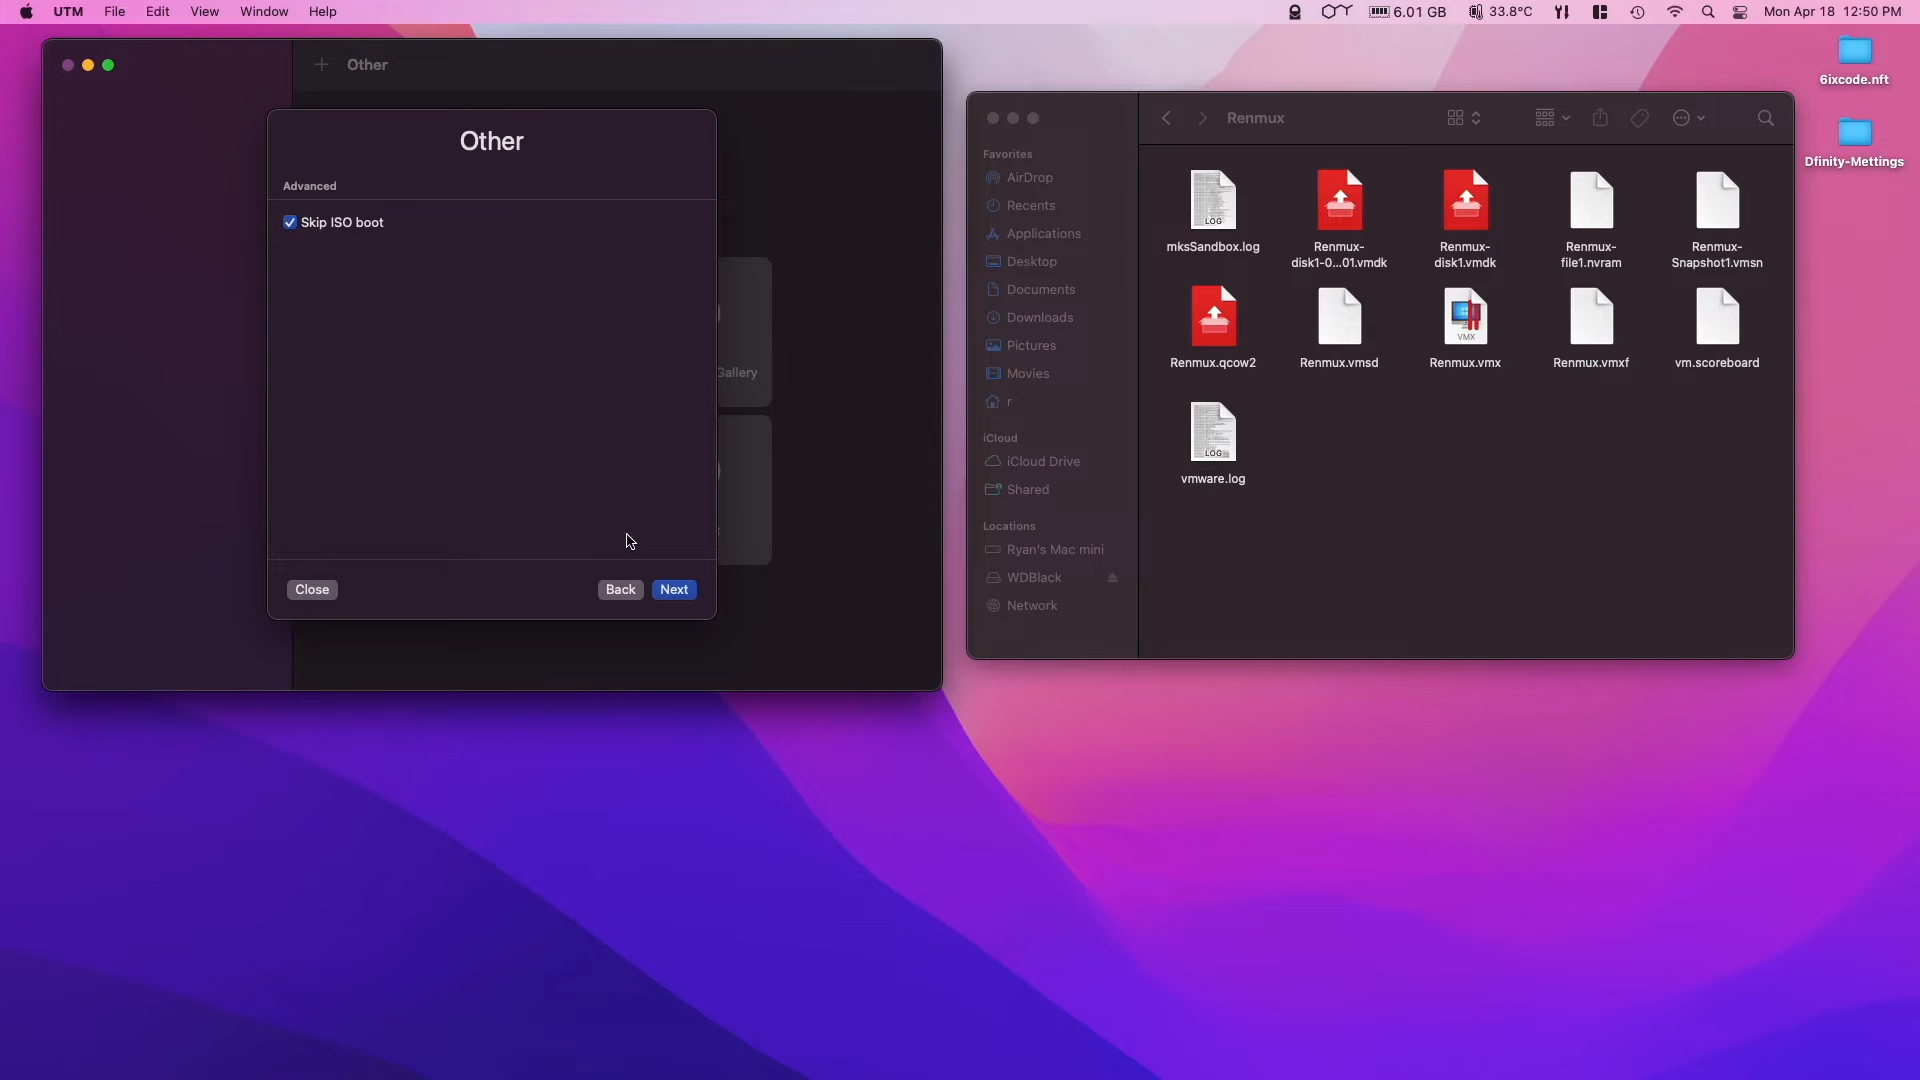 UTM File Edit View Window Help
6.01 GB 33.8°C Mon Apr 18 12:50 PM
Other
Other
Advanced
Skip ISO boot
Gallery
Close Back Next
Renmux
Favorites
AirDrop
Recents
Applications
Desktop
Documents
Downloads
Pictures
Movies
r
iCloud
iCloud Drive
Shared
Locations
Ryan's Mac mini
WDBlack
Network
LOG
mksSandbox.log
Renmux-
disk1-0...01.vmdk
Renmux-
disk1.vmdk
Renmux-
file1.nvram
Renmux-
Snapshot1.vmsn
VMX
Renmux.qcow2 Renmux.vmsd Renmux.vmx Renmux.vmxf vm.scoreboard
LOG
vmware.log
6ixcode.nft
Dfinity-Mettings